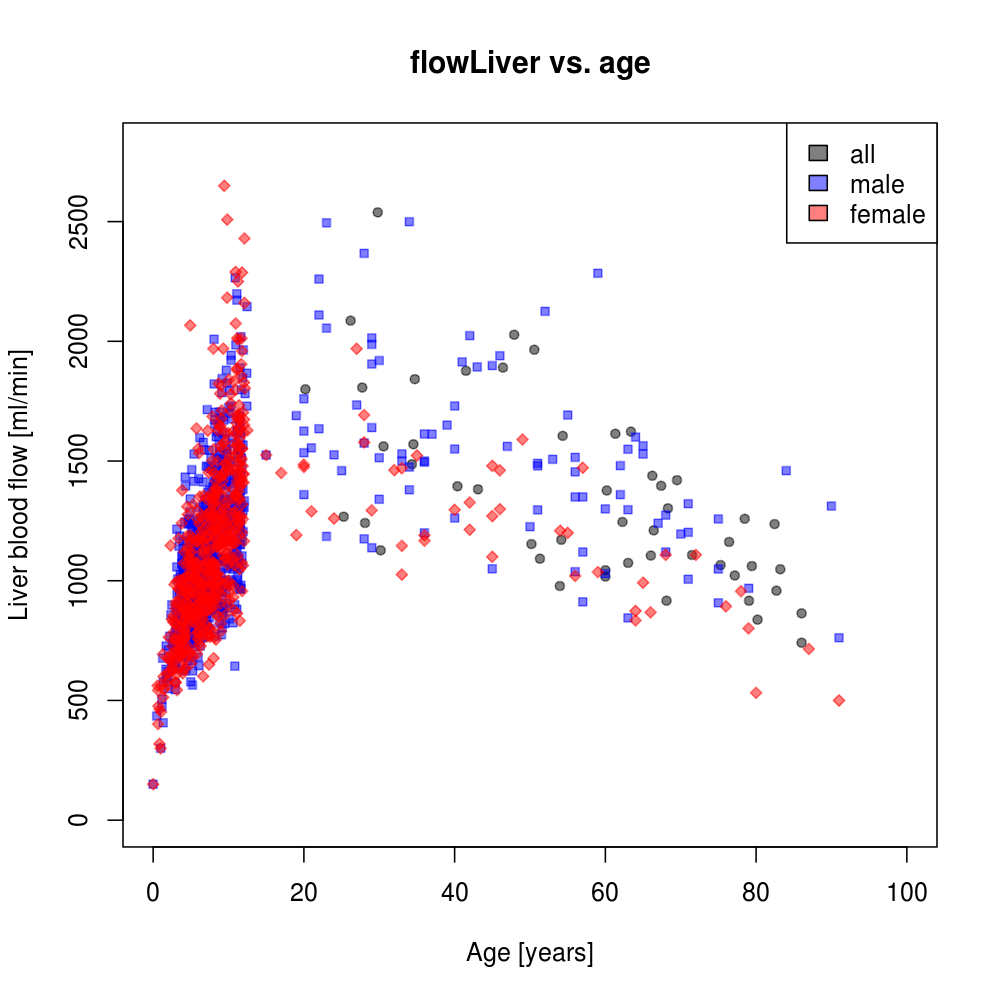 flowLiver vs. age
all
male
female
Liver blood flow [ml/min]
2500
2000
1500
1000
500
0
0 20 40 60 80 100
Age [years]